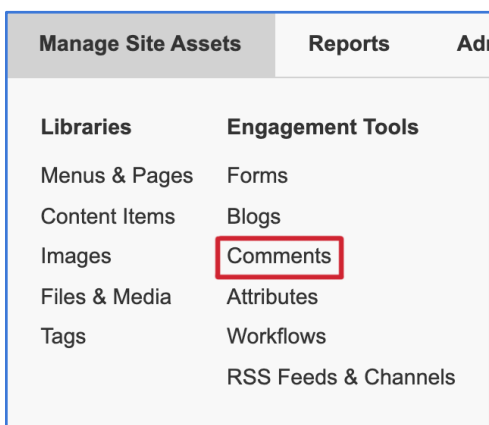 Manage Site Assets Reports
Libraries
Menus & Pages
Content Items
Images
Files & Media
Tags
Engagement Tools
Forms
Blogs
Comments
Attributes
Workflows
RSS Feeds & Channels